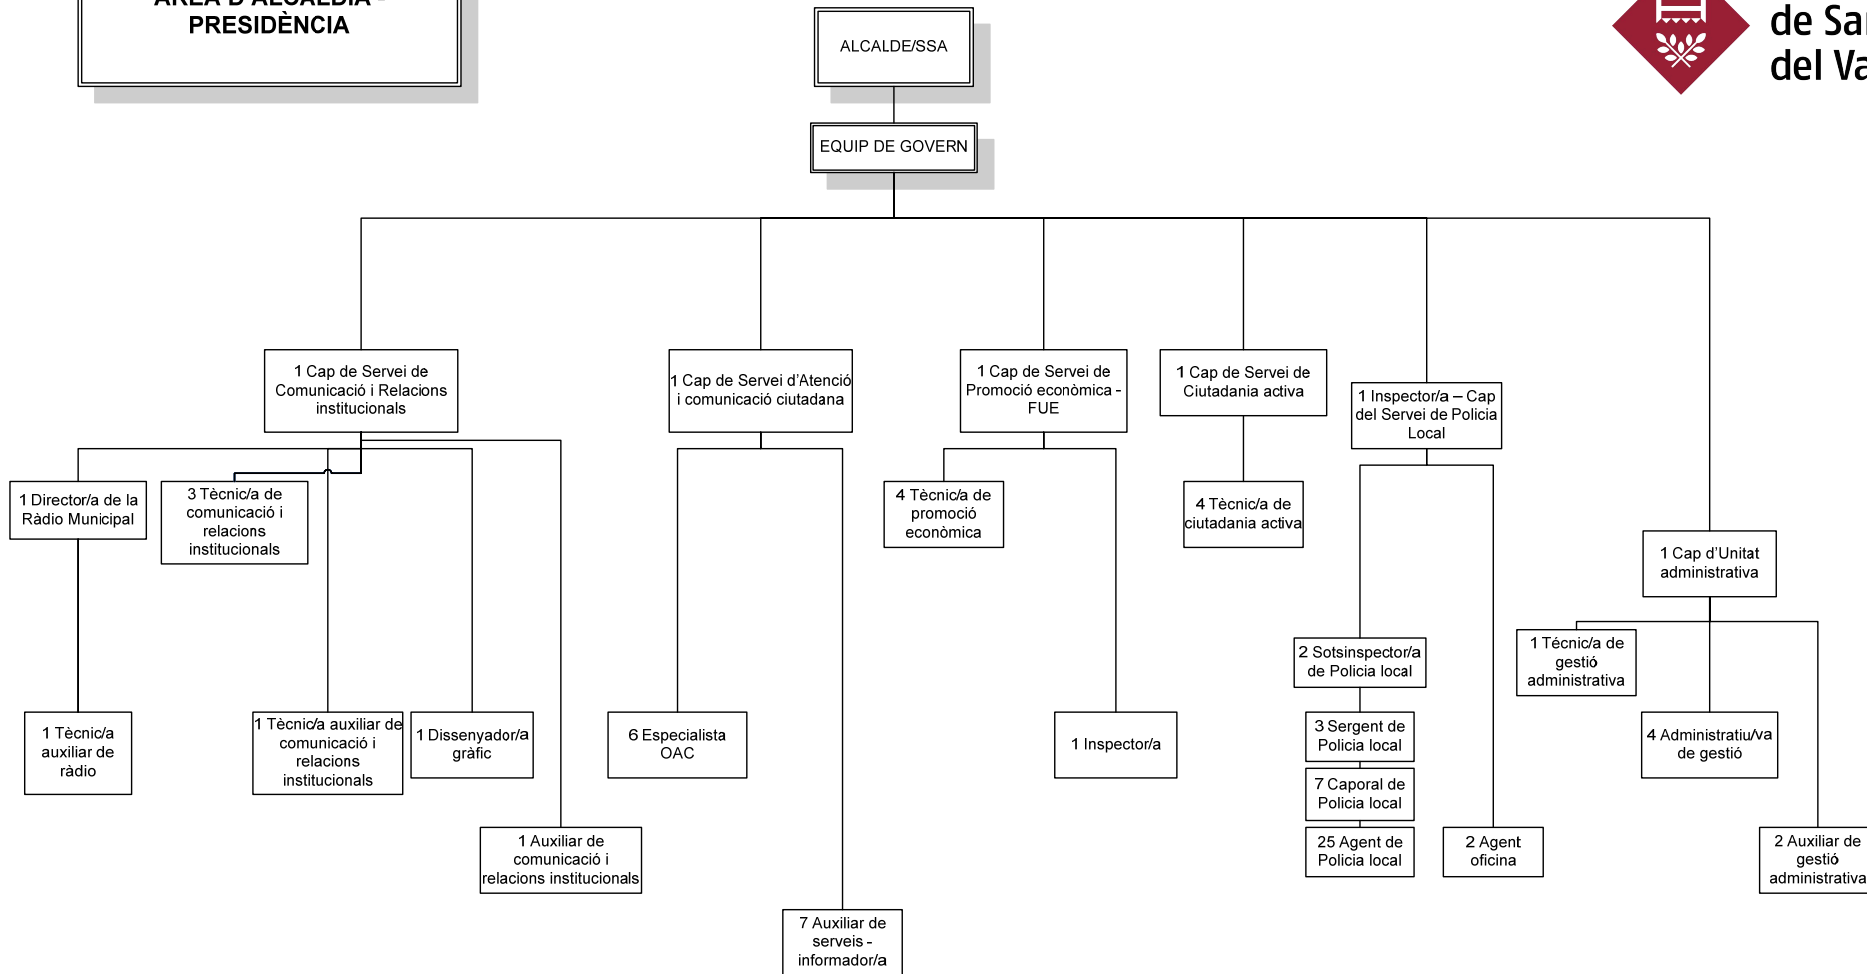 PRESIDÈNCIA
ALCALDE/SSA
de Sa
del Va
EQUIP DE GOVERN
1 Cap de Servei de
Comunicació i Relacions
institucionals
1 Cap de Servei d'Atenció
i comunicació ciutadana
1 Cap de Servei de
Promoció econòmica -
FUE
1 Cap de Servei de
Ciutadania activa
1 Inspector/a – Cap
del Servei de Policia
Local
1 Director/a de la
Ràdio Municipal
3 Tècnic/a de
comunicació i
relacions
institucionals
4 Tècnic/a de
promoció
econòmica
4 Tècnic/a de
ciutadania activa
1 Cap d'Unitat
administrativa
2 Sotsinspector/a
de Policia local
1 Técnic/a de
gestió
administrativa
1 Tècnic/a
auxiliar de
ràdio
1 Tècnic/a auxiliar de
comunicació i
relacions
institucionals
1 Dissenyador/a
gràfic
6 Especialista
OAC
1 Inspector/a
3 Sergent de
Policia local
4 Administratiu/va
de gestió
7 Caporal de
Policia local
1 Auxiliar de
comunicació i
relacions institucionals
25 Agent de
Policia local
2 Agent
oficina
2 Auxiliar de
gestió
administrativa
7 Auxiliar de
serveis -
informador/a